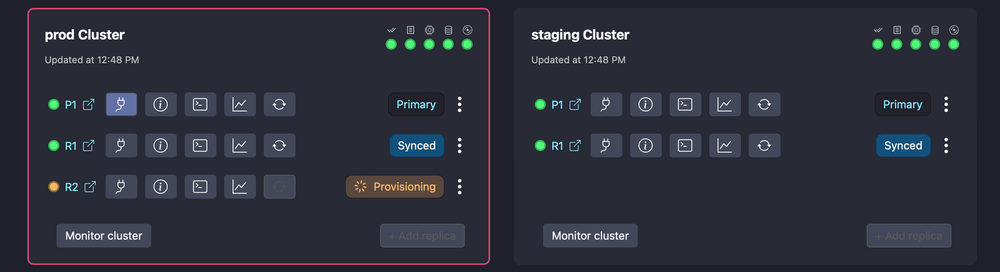 prod Cluster
Updated at 12:48 PM
P1 Primary
R1 Synced
R2 Provisioning
Monitor cluster + Add replica
staging Cluster
Updated at 12:48 PM
P1 Primary
R1 Synced
Monitor cluster + Add replica